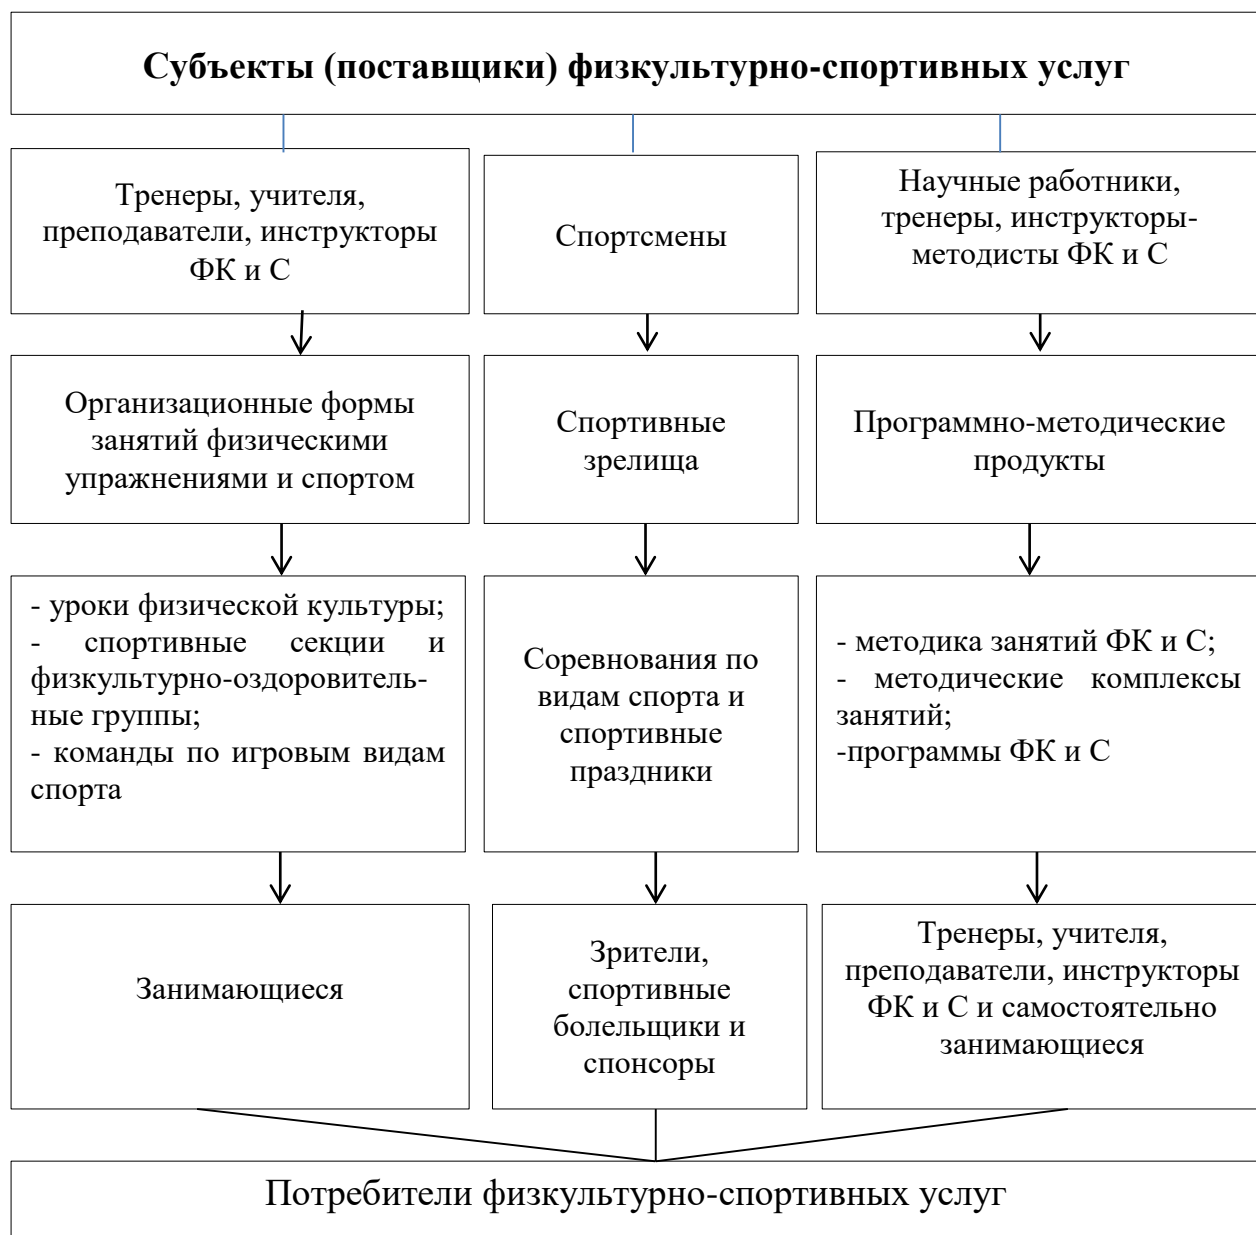 Субъекты (поставщики) физкультурно-спортивных услуг
Тренеры, учителя,
преподаватели, инструкторы
ФК и С
Спортсмены
Научные работники,
тренеры, инструкторы-
методисты ФК и С
Организационные формы
занятий физическими
упражнениями и спортом
Спортивные
зрелища
Программно-методические
продукты
- уроки физической культуры;
- спортивные секции и
физкультурно-оздоровитель-
ные группы;
- команды по игровым видам
спорта
Соревнования по
видам спорта и
спортивные
праздники
- методика занятий ФК и С;
- методические комплексы
занятий;
-программы ФК и С
Занимающиеся
Зрители,
спортивные
болельщики и
спонсоры
Тренеры, учителя,
преподаватели, инструкторы
ФК и С и самостоятельно
занимающиеся
Потребители физкультурно-спортивных услуг